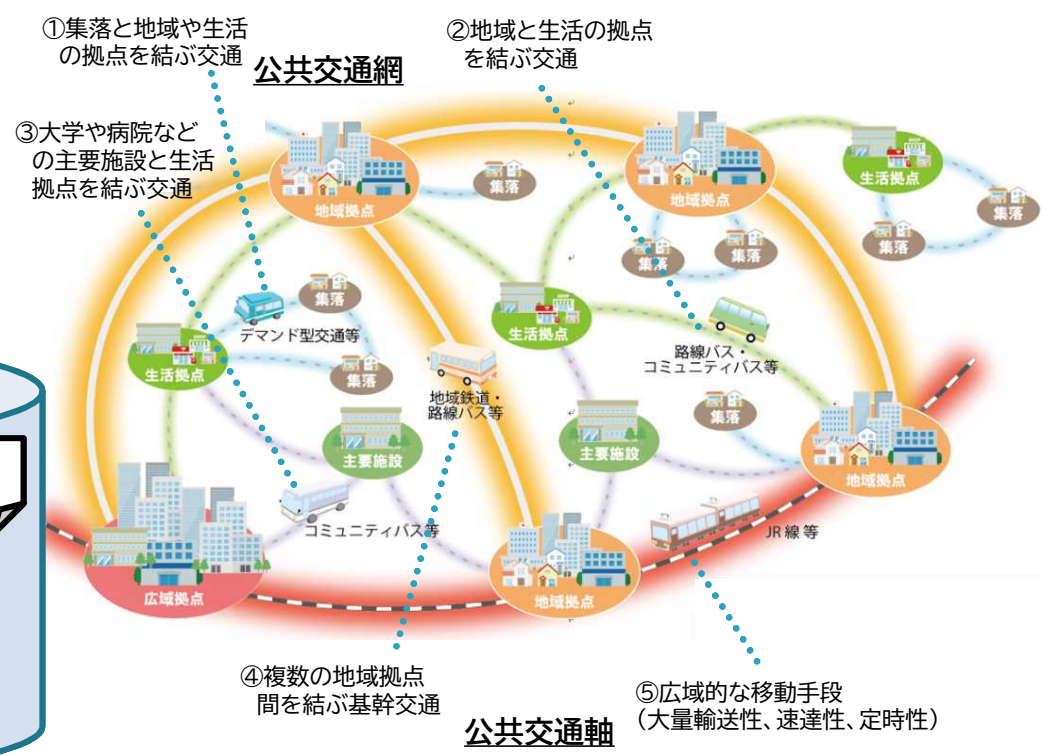 ①集落と地域や生活
の拠点を結ぶ交通
②地域と生活の拠点
を結ぶ交通
公共交通網
③大学や病院など
の主要施設と生活
拠点を結ぶ交通
地域拠点
集落
地域拠点
SHOP
生活拠点
集落
集落
集落
集落
集落
デマンド型交通等
SHOP
生活拠点
SHOP
生活拠点
集落
地域鉄道・
路線バス等
路線バス・
コミュニティバス等
集落
主要施設
主要施設
地域拠点
コミュニティバス等
JR線等
広域拠点
地域拠点
④複数の地域拠点
間を結ぶ基幹交通
⑤広域的な移動手段
（大量輸送性、速達性、定時性）
公共交通軸